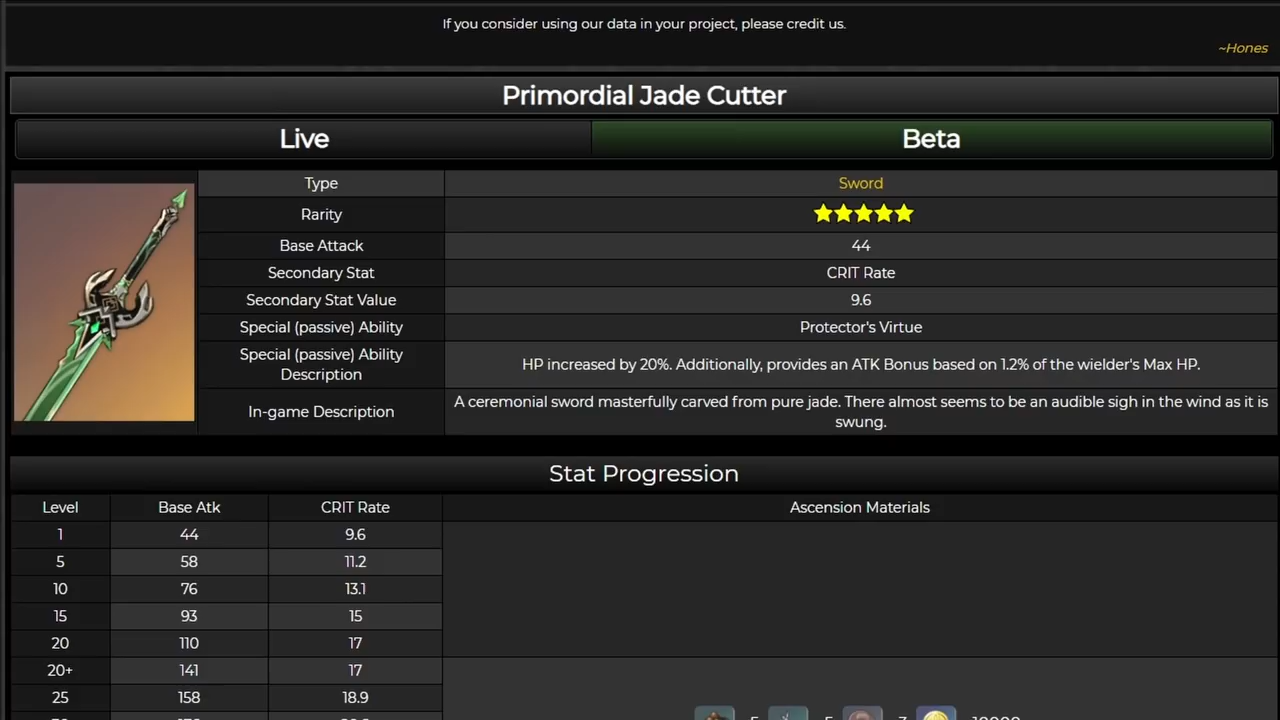 If you consider using our data in your project, please credit us.
~Hones
Primordial Jade Cutter
Live Beta
Type Sword
Rarity
Base Attack 44
Secondary Stat CRIT Rate
Secondary Stat Value 9.6
Special (passive) Ability Protector's Virtue
Special (passive) Ability
Description
HP increased by 20%. Additionally, provides an ATK Bonus based on 1.2% of the wielder's Max HP.
In-game Description
A ceremonial sword masterfully carved from pure jade. There almost seems to be an audible sigh in the wind as it is
swung.
Stat Progression
Level Base Atk CRIT Rate Ascension Materials
1 44 9.6
5 58 11.2
10 76 13.1
15 93 15
20 110 17
20+ 141 17
25 158 18.9